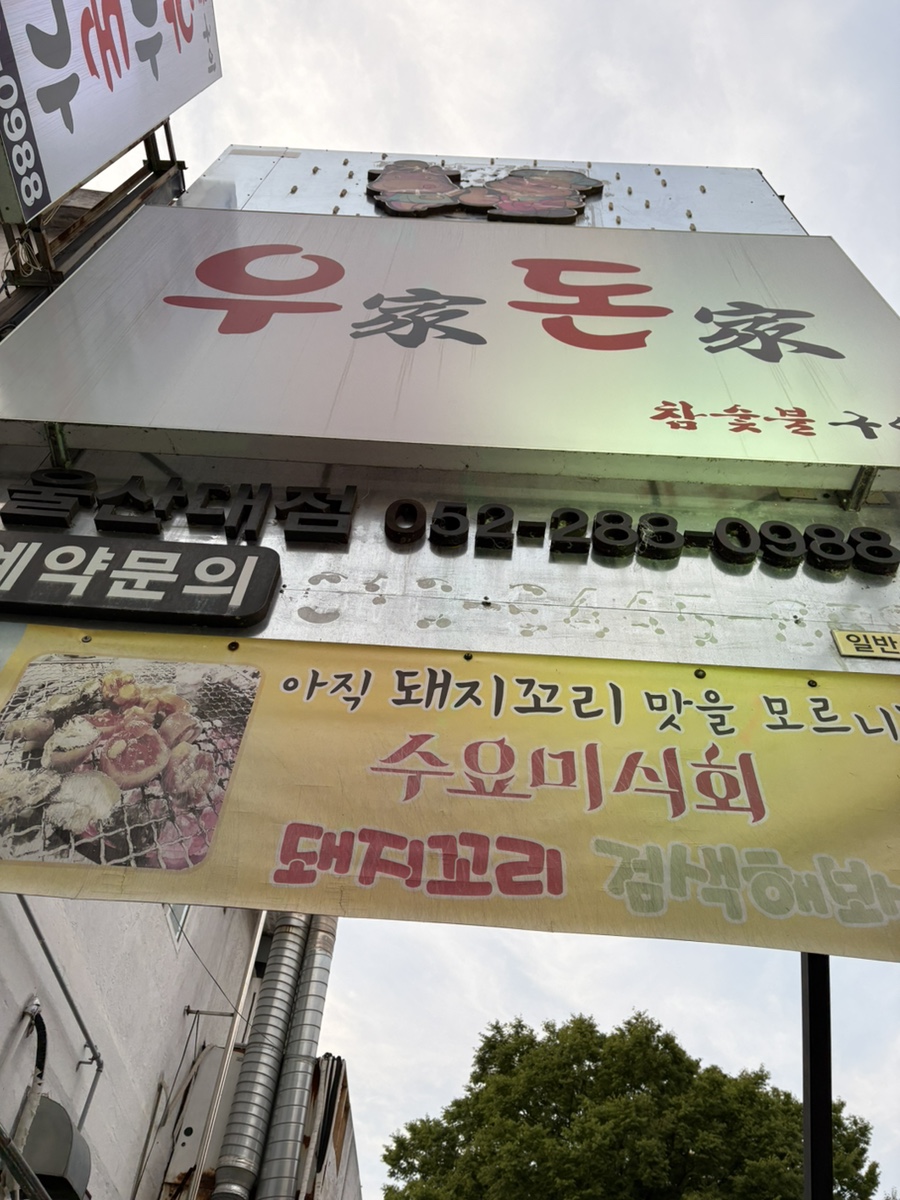 0988
우家돈家
참숯불
울산대점 052-288-0988
예약문의
일반
아직 돼지꼬리 맛을 모르니
수요미식회
돼지꼬리 검색해봐